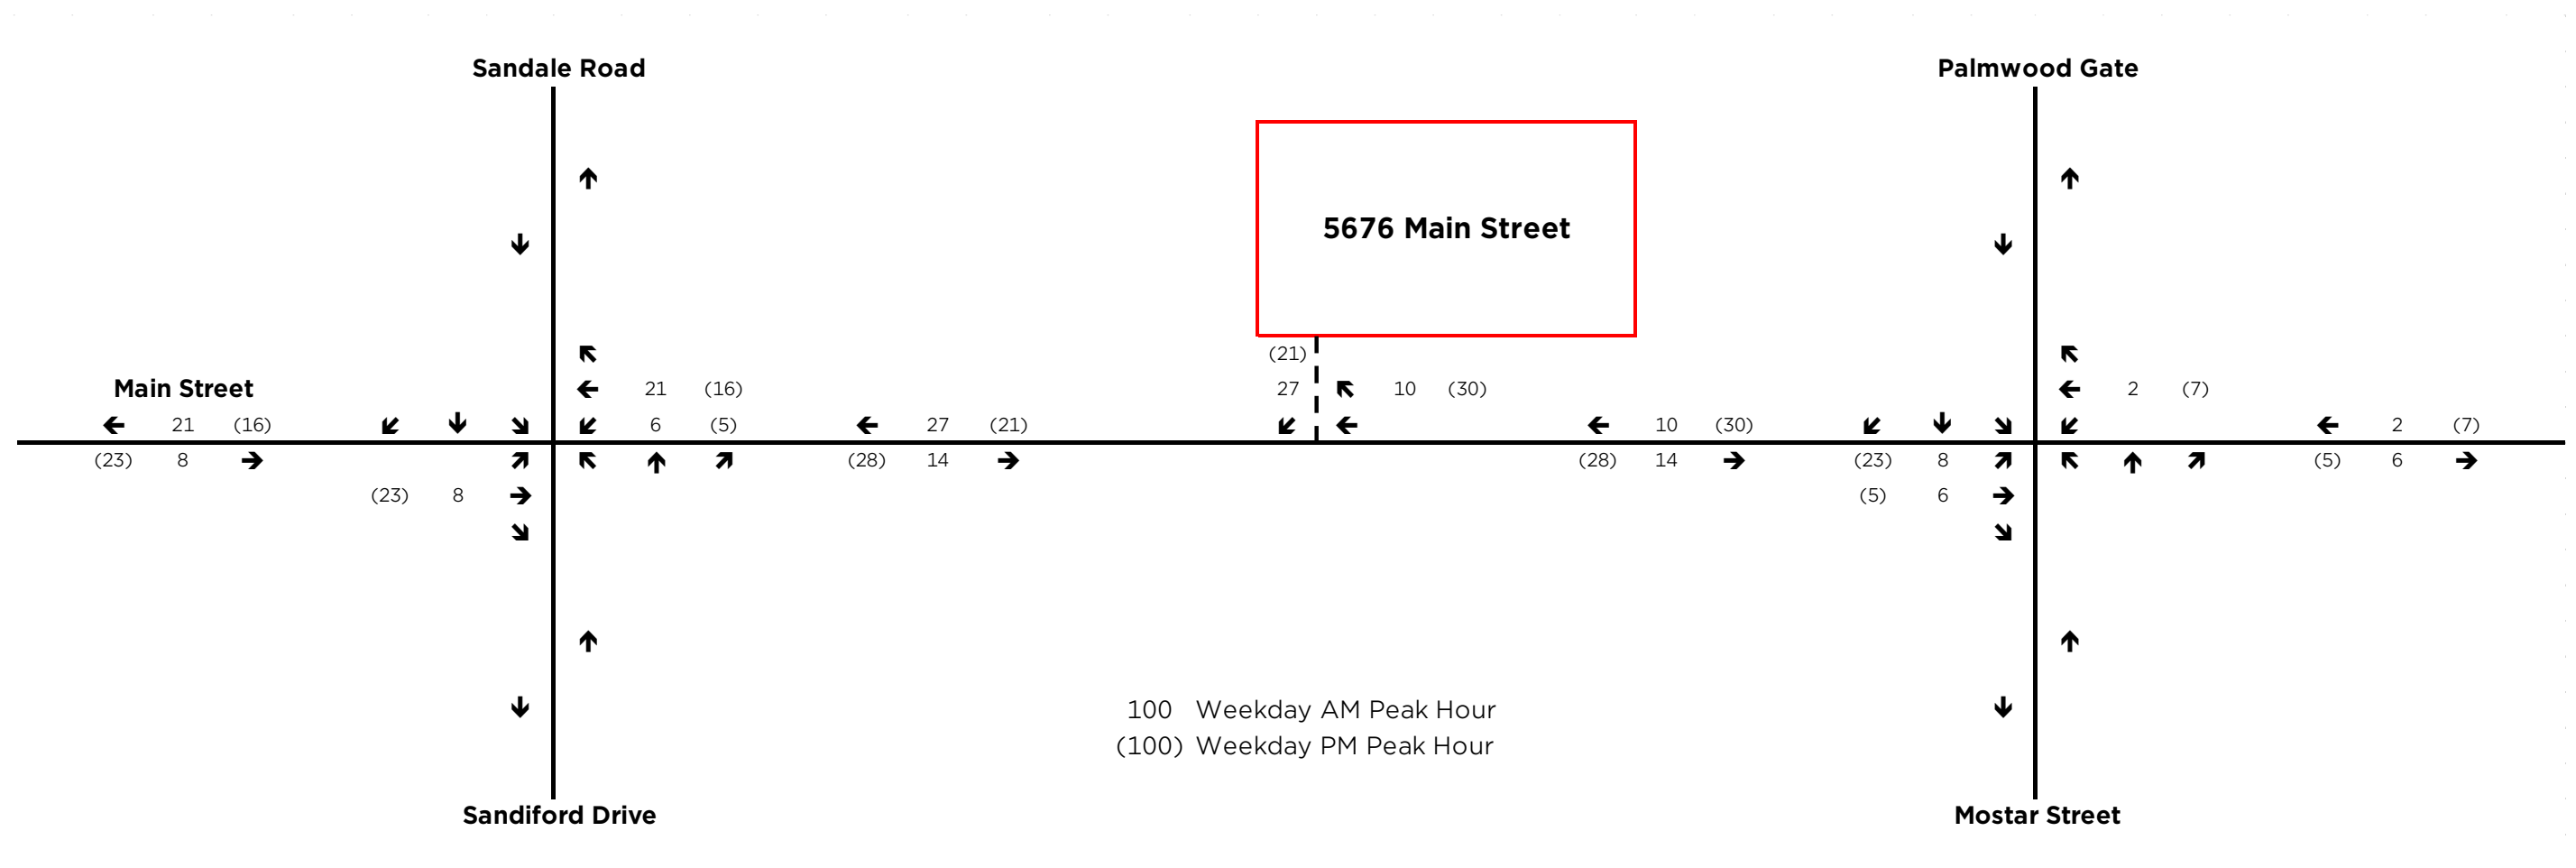 Sandale Road
Palmwood Gate
5676 Main Street
(21)
Main Street
21 (16)
27
10 (30)
2 (7)
21 (16)
6 (5)
27 (21)
10 (30)
2 (7)
(23) 8
(28) 14
(28) 14
(23) 8
(5) 6
(23) 8
(5) 6
100 Weekday AM Peak Hour
(100) Weekday PM Peak Hour
Sandiford Drive
Mostar Street